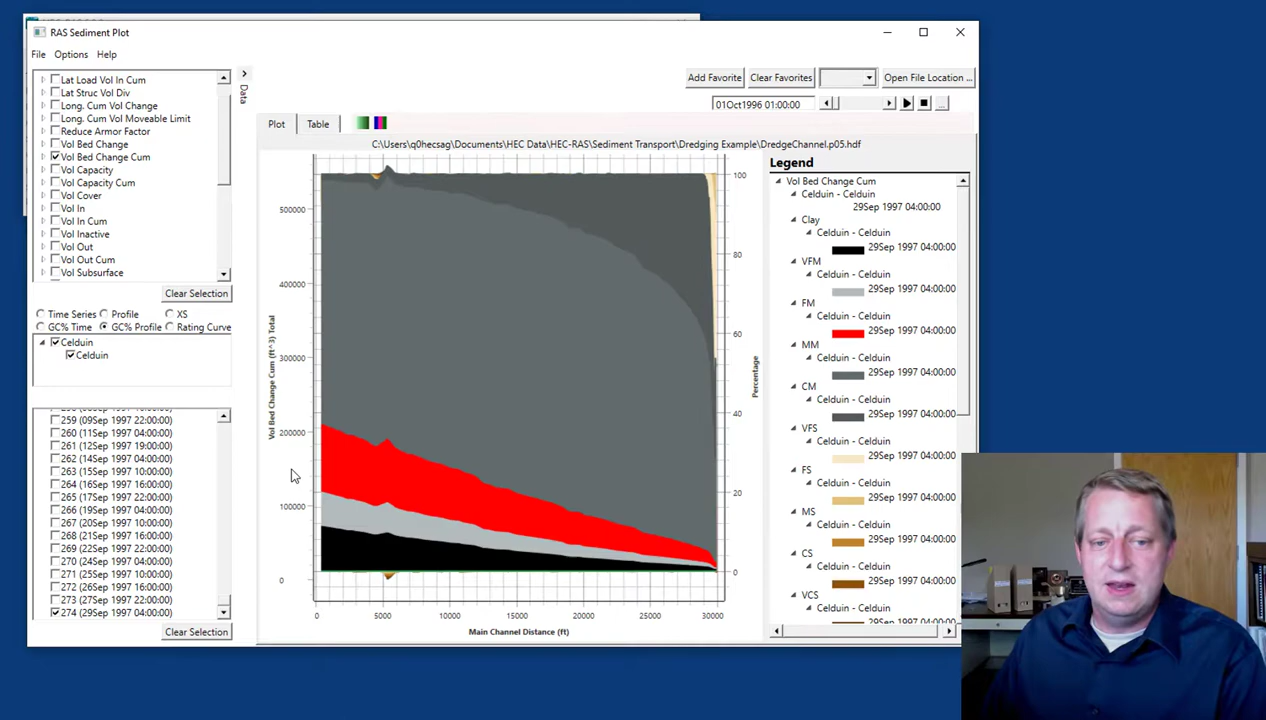 RAS Sediment Plot
File Options Help
Lat Load Vol In Cum
Lat Struc Vol Div
Long. Cum Vol Change
Long. Cum Vol Moveable Limit
Reduce Armor Factor
Vol Bed Change
Vol Bed Change Cum
Vol Capacity
Vol Capacity Cum
Vol Cover
Vol In
Vol In Cum
Vol Inactive
Vol Out
Vol Out Cum
Vol Subsurface
Clear Selection
Time Series Profile XS
GC% Time GC% Profile Rating Curve
Celduin
Celduin
259 (09Sep 1997 22:00:00)
260 (11Sep 1997 04:00:00)
261 (12Sep 1997 19:00:00)
262 (14Sep 1997 04:00:00)
263 (15Sep 1997 10:00:00)
264 (16Sep 1997 16:00:00)
265 (17Sep 1997 22:00:00)
266 (19Sep 1997 04:00:00)
267 (20Sep 1997 10:00:00)
268 (21Sep 1997 16:00:00)
269 (22Sep 1997 22:00:00)
270 (24Sep 1997 04:00:00)
271 (25Sep 1997 10:00:00)
272 (26Sep 1997 16:00:00)
273 (27Sep 1997 22:00:00)
274 (29Sep 1997 04:00:00)
Clear Selection
Data
Add Favorite Clear Favorites Open File Location ...
01Oct1996 01:00:00 ...
Plot Table
C:\Users\q0hecsag\Documents\HEC Data\HEC-RAS\Sediment Transport\Dredging Example\DredgeChannel.p05.hdf
Vol Bed Change Cum (ft^3) Total
500000
400000
300000
200000
100000
0
100
80
60
40
20
0
Percentage
0 5000 10000 15000 20000 25000 30000
Main Channel Distance (ft)
Legend
Vol Bed Change Cum
Celduin - Celduin
29Sep 1997 04:00:00
Clay
Celduin - Celduin
29Sep 1997 04:00:00
VFM
Celduin - Celduin
29Sep 1997 04:00:00
FM
Celduin - Celduin
29Sep 1997 04:00:00
MM
Celduin - Celduin
29Sep 1997 04:00:00
CM
Celduin - Celduin
29Sep 1997 04:00:00
VFS
Celduin - Celduin
29Sep 1997 04:00:00
FS
Celduin - Celduin
29Sep 1997 04:00:00
MS
Celduin - Celduin
29Sep 1997 04:00:00
CS
Celduin - Celduin
29Sep 1997 04:00:00
VCS
Celduin - Celduin